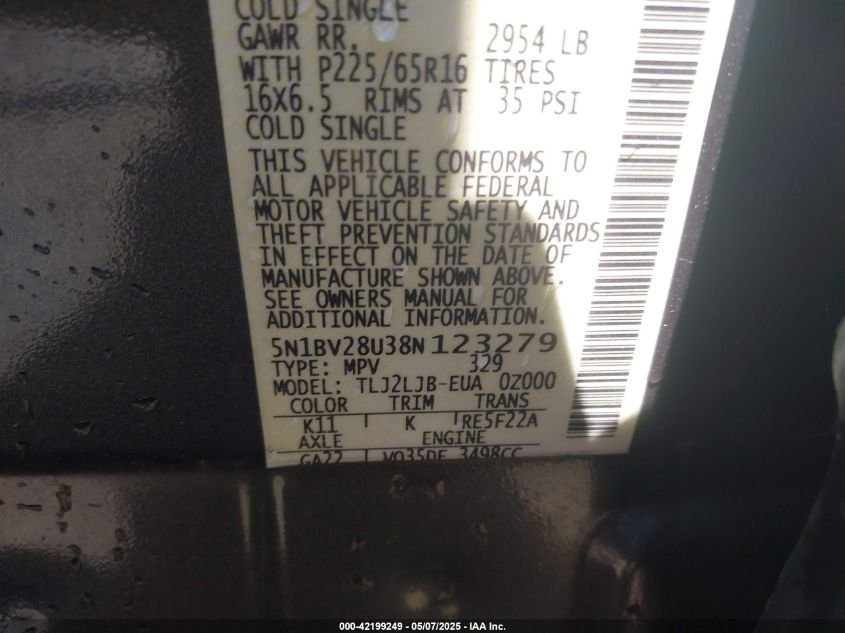 COLD SINGLE
GAWR RR. 2954 LB
WITH P225/65R16 TIRES
16X6.5 RIMS AT 35 PSI
COLD SINGLE
THIS VEHICLE CONFORMS TO
ALL APPLICABLE FEDERAL
MOTOR VEHICLE SAFETY AND
THEFT PREVENTION STANDARDS
IN EFFECT ON THE DATE OF
MANUFACTURE SHOWN ABOVE.
SEE OWNERS MANUAL FOR
ADDITIONAL INFORMATION.
5N1BV28U38N123279
TYPE: MPV 329
MODEL: TLJ2LJB-EUA 0Z000
COLOR TRIM TRANS
K11 K RE5F22A
AXLE ENGINE
GA22 VQ35DE 3498CC
000-42199249 — 05/07/2025 — IAA Inc.